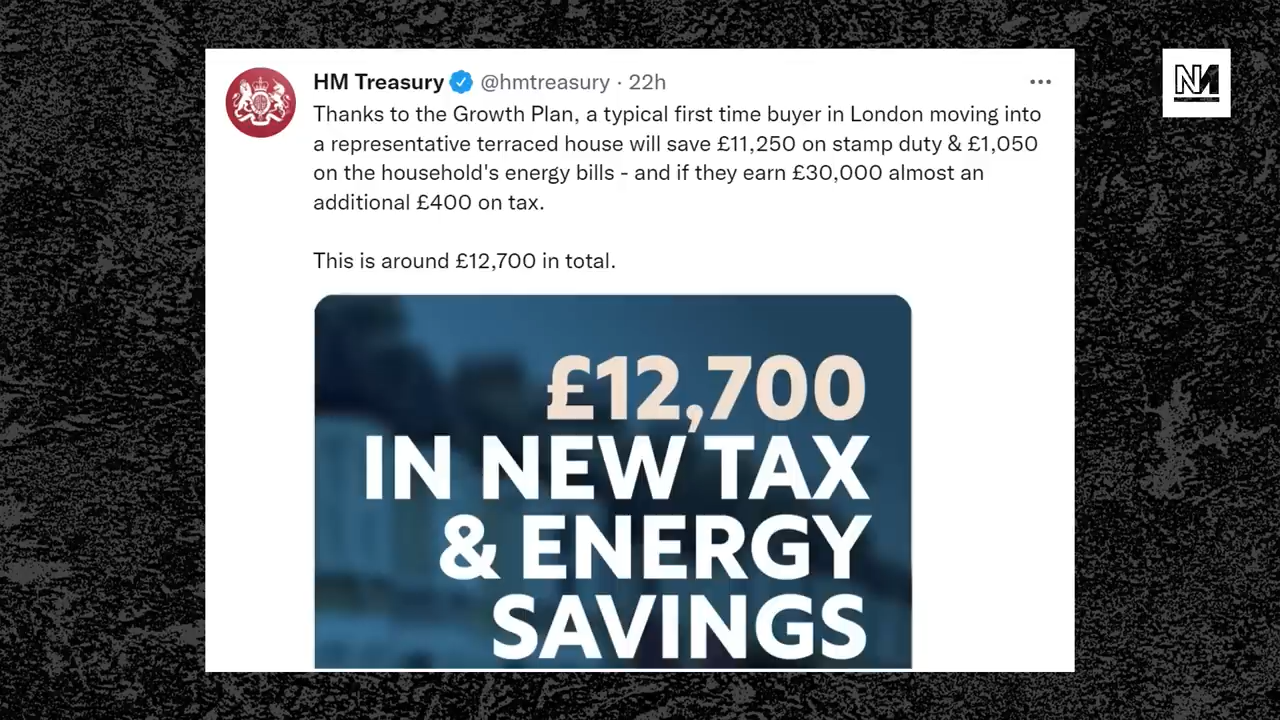 HM Treasury @hmtreasury · 22h
Thanks to the Growth Plan, a typical first time buyer in London moving into
a representative terraced house will save £11,250 on stamp duty & £1,050
on the household's energy bills - and if they earn £30,000 almost an
additional £400 on tax.
This is around £12,700 in total.
£12,700
IN NEW TAX
& ENERGY
SAVINGS
NM